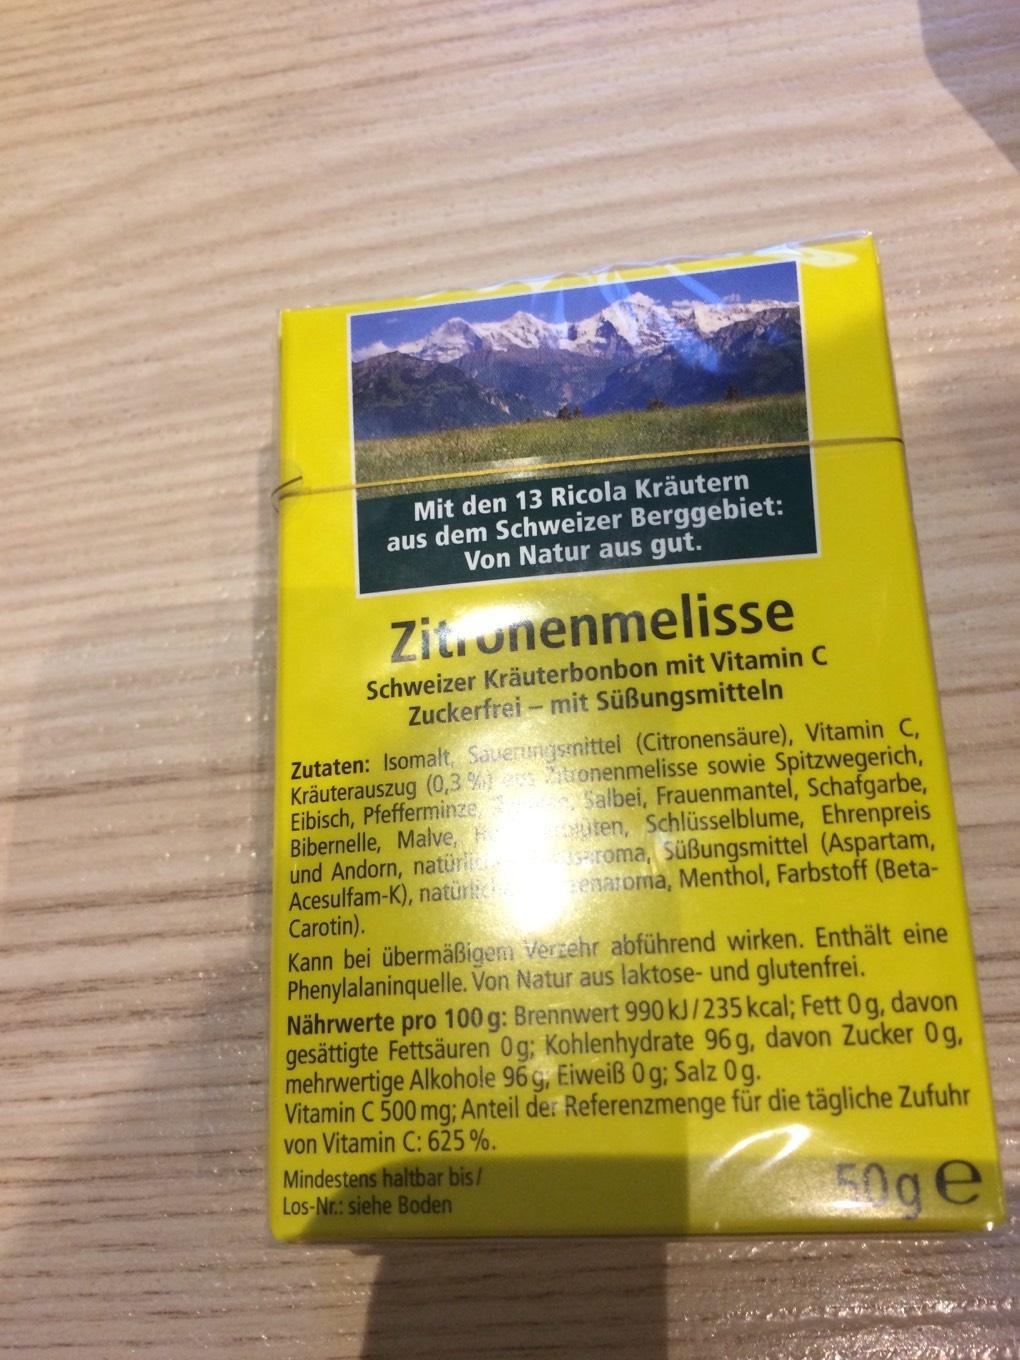 Mit den 13 Ricola Kräutern
aus dem Schweizer Berggebiet:
Von Natur aus gut.
Zitronenmelisse
Schweizer Kräuterbonbon mit Vitamin C
Zuckerfrei – mit Süßungsmitteln
Zutaten: Isomalt, Säuerungsmittel (Citronensäure), Vitamin C,
Kräuterauszug (0,3 %) aus Zitronenmelisse sowie Spitzwegerich,
Eibisch, Pfefferminze, Salbei, Frauenmantel, Schafgarbe,
Bibernelle, Malve, Schlüsselblume, Ehrenpreis
und Andorn, Süßungsmittel (Aspartam,
Acesulfam-K), Menthol, Farbstoff (Beta-
Carotin).
Kann bei übermäßigem Verzehr abführend wirken. Enthält eine
Phenylalaninquelle. Von Natur aus laktose- und glutenfrei.
Nährwerte pro 100 g: Brennwert 990 kJ / 235 kcal; Fett 0 g, davon
gesättigte Fettsäuren 0 g; Kohlenhydrate 96 g, davon Zucker 0 g,
mehrwertige Alkohole 96 g; Eiweiß 0 g; Salz 0 g.
Vitamin C 500 mg; Anteil der Referenzmenge für die tägliche Zufuhr
von Vitamin C: 625 %.
Mindestens haltbar bis /
Los-Nr.: siehe Boden
50 g e